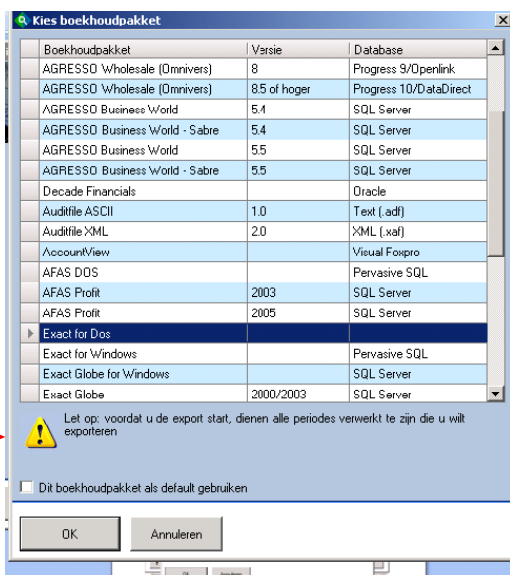 Kies boekhoudpakket
Boekhoudpakket Versie Database
AGRESSO Wholesale (Omnivers) 8 Progress 9/Openlink
AGRESSO Wholesale (Omnivers) 8.5 of hoger Progress 10/DataDirect
AGRESSO Business World 5.4 SQL Server
AGRESSO Business World - Sabre 5.4 SQL Server
AGRESSO Business World 5.5 SQL Server
AGRESSO Business World - Sabre 5.5 SQL Server
Decade Financials Oracle
Auditfile ASCII 1.0 Text (.adf)
Auditfile XML 2.0 XML (.xaf)
AccountView Visual Foxpro
AFAS DOS Pervasive SQL
AFAS Profit 2003 SQL Server
AFAS Profit 2005 SQL Server
Exact for Dos
Exact for Windows Pervasive SQL
Exact Globe for Windows SQL Server
Exact Globe 2000/2003 SQL Server
Let op: voordat u de export start, dienen alle periodes verwerkt te zijn die u wilt
exporteren
Dit boekhoudpakket als default gebruiken
OK Annuleren